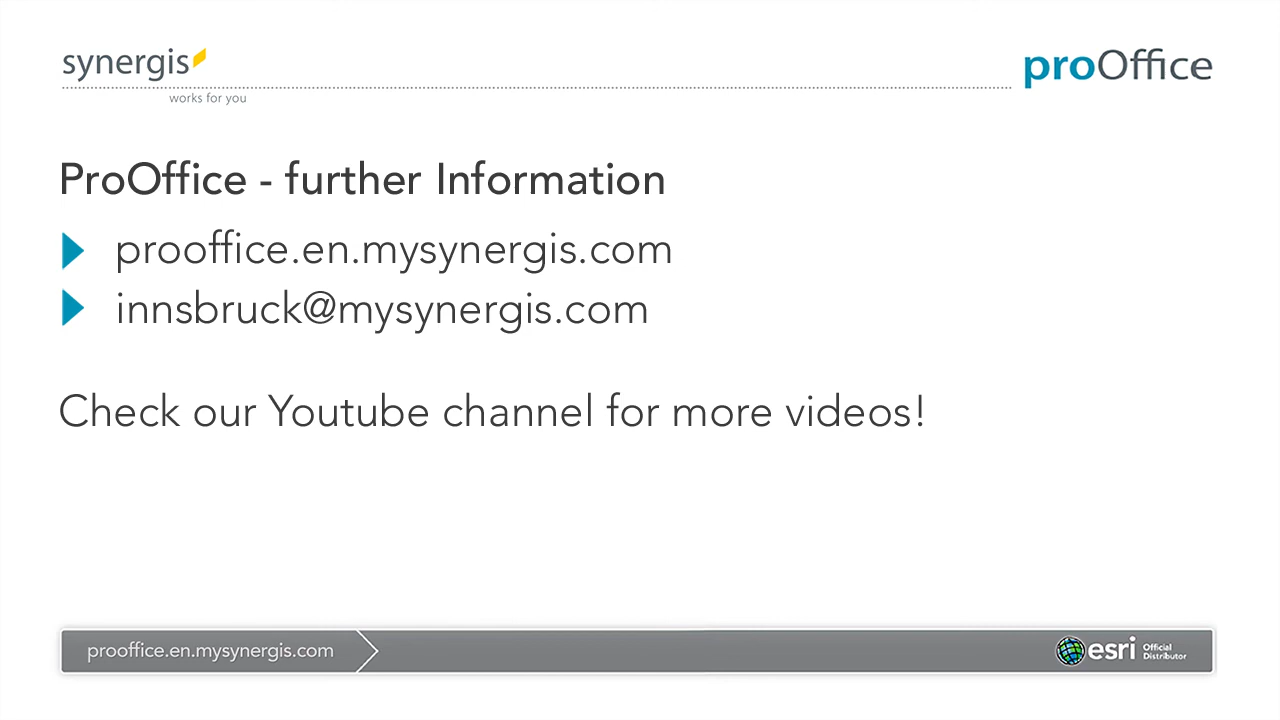 synergis
works for you
proOffice
ProOffice - further Information
prooffice.en.mysynergis.com
innsbruck@mysynergis.com
Check our Youtube channel for more videos!
prooffice.en.mysynergis.com
esri Official
Distributor